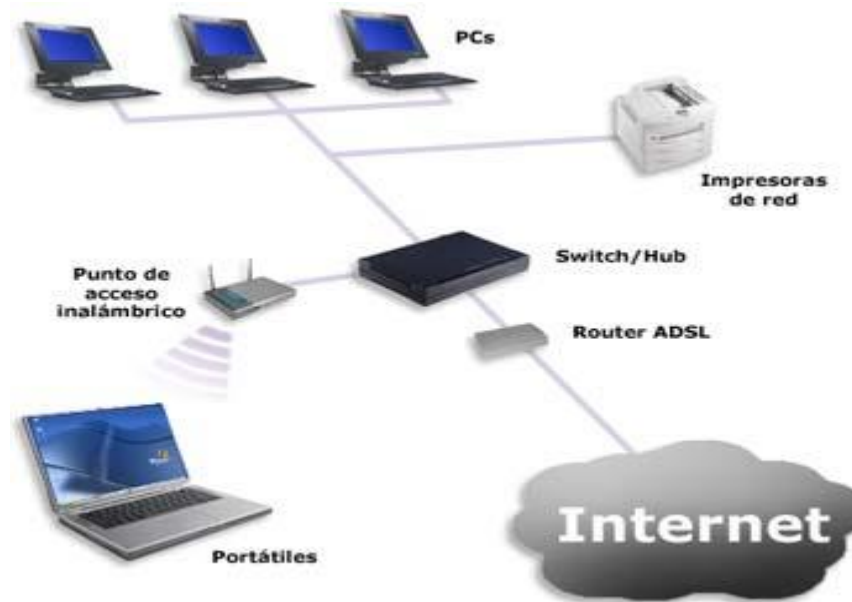 PCs
Impresoras
de red
Switch/Hub
Punto de
acceso
inalámbrico
Router ADSL
Internet
Portátiles